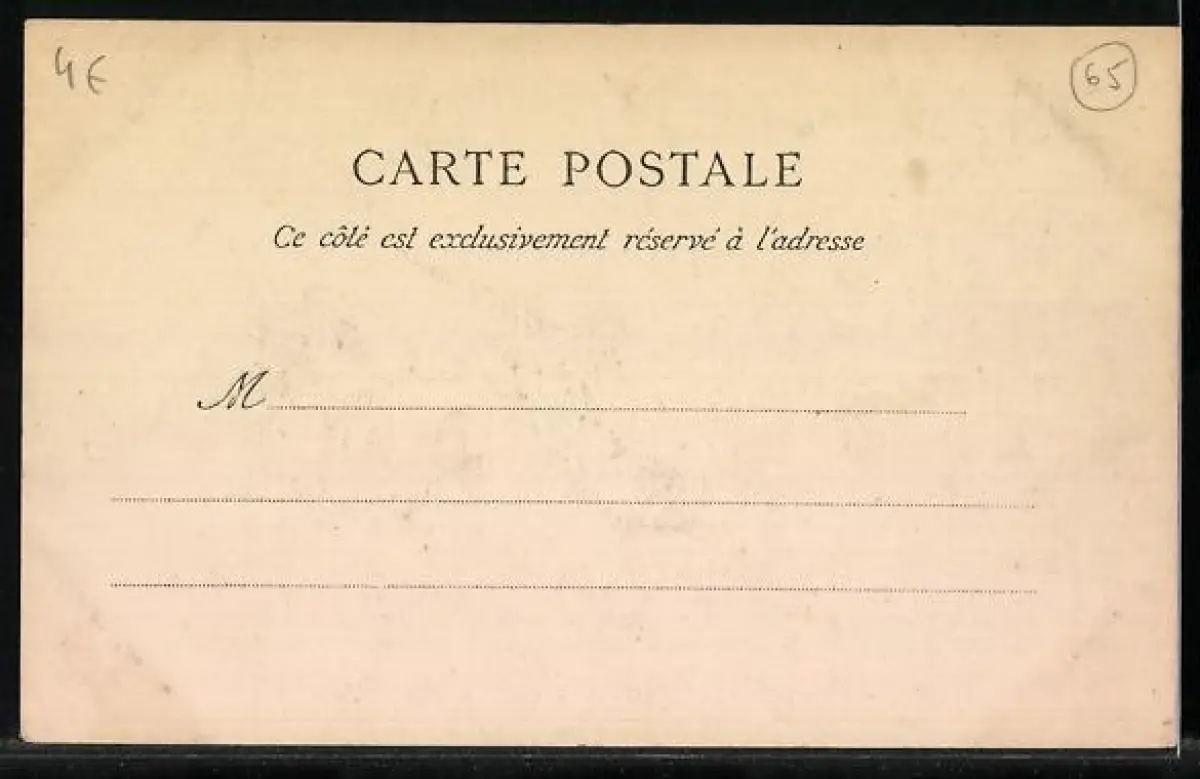 4€
65
CARTE POSTALE
Ce côté est exclusivement réservé à l'adresse
M